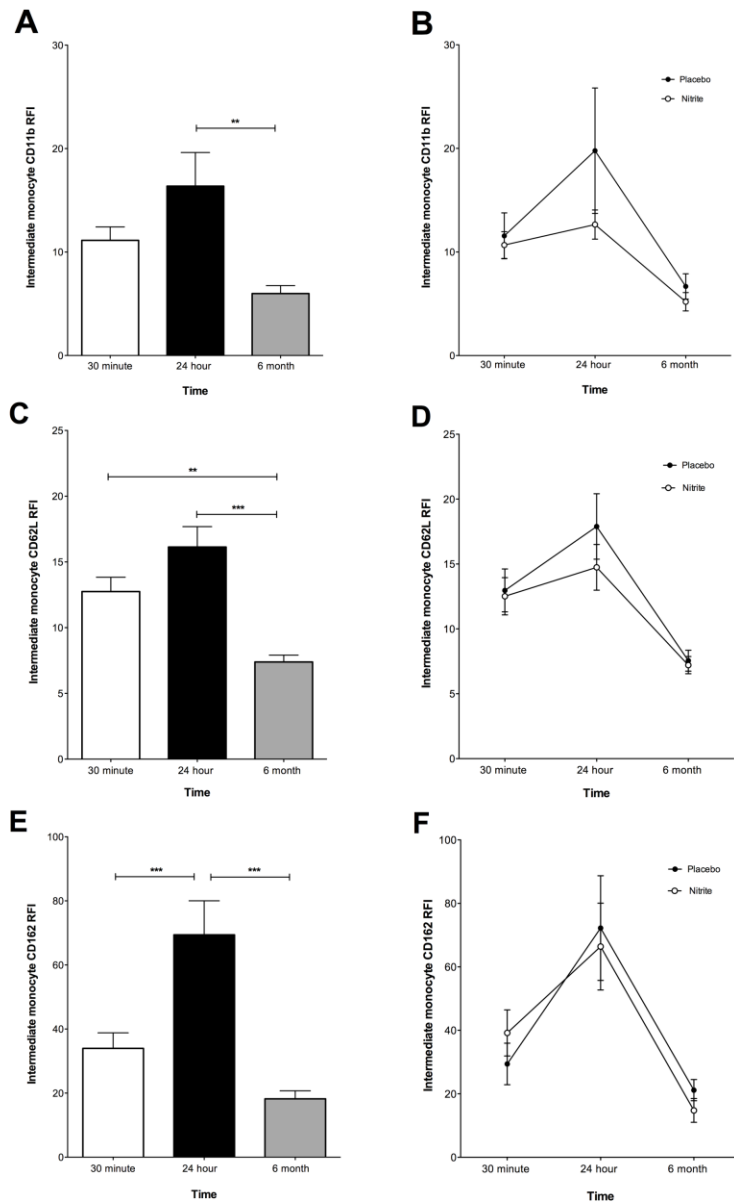 A
Intermediate monocyte CD11b RFI
30
20
10
0
**
30 minute 24 hour 6 month
Time
B
Intermediate monocyte CD11b RFI
30
20
10
0
Placebo
Nitrite
30 minute 24 hour 6 month
Time
C
Intermediate monocyte CD62L RFI
25
20
15
10
5
0
**
***
30 minute 24 hour 6 month
Time
D
Intermediate monocyte CD62L RFI
25
20
15
10
5
0
Placebo
Nitrite
30 minute 24 hour 6 month
Time
E
Intermediate monocyte CD162 RFI
100
80
60
40
20
0
*** ***
30 minute 24 hour 6 month
Time
F
Intermediate monocyte CD162 RFI
100
80
60
40
20
0
Placebo
Nitrite
30 minute 24 hour 6 month
Time